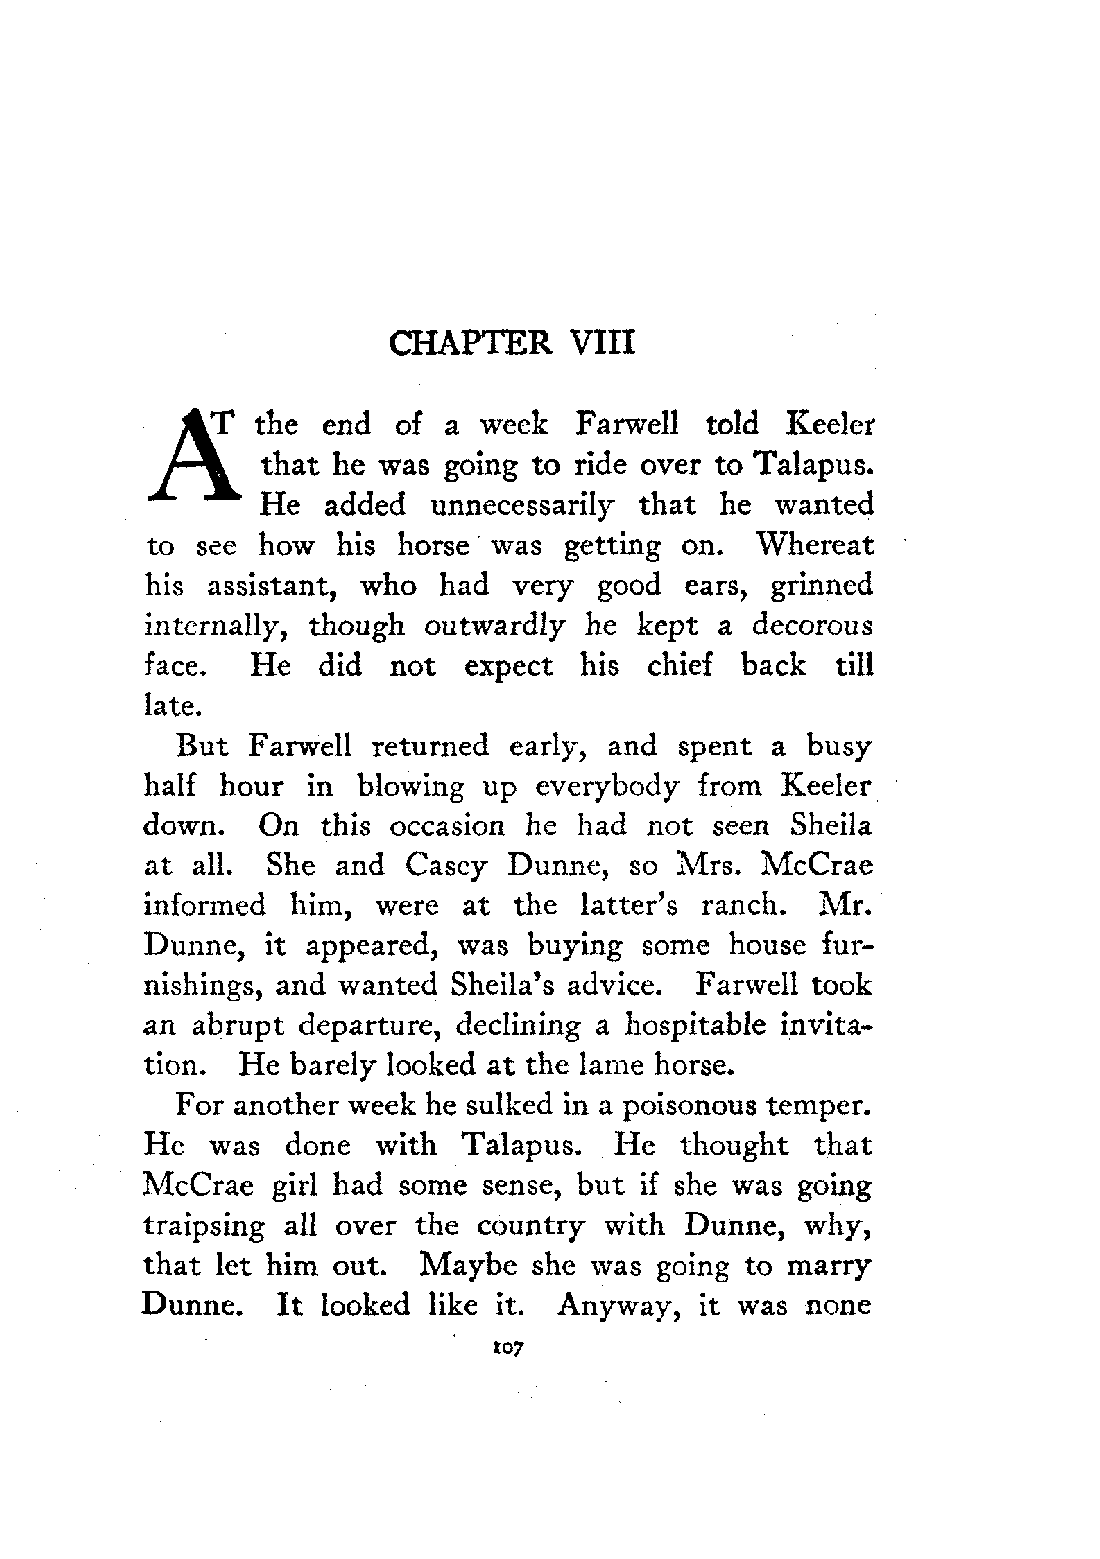 CHAPTER VIII
AT the end of a week Farwell told Keeler
that he was going to ride over to Talapus.
He added unnecessarily that he wanted
to see how his horse was getting on. Whereat
his assistant, who had very good ears, grinned
internally, though outwardly he kept a decorous
face. He did not expect his chief back till
late.
But Farwell returned early, and spent a busy
half hour in blowing up everybody from Keeler
down. On this occasion he had not seen Sheila
at all. She and Casey Dunne, so Mrs. McCrae
informed him, were at the latter's ranch. Mr.
Dunne, it appeared, was buying some house fur-
nishings, and wanted Sheila's advice. Farwell took
an abrupt departure, declining a hospitable invita-
tion. He barely looked at the lame horse.
For another week he sulked in a poisonous temper.
He was done with Talapus. He thought that
McCrae girl had some sense, but if she was going
traipsing all over the country with Dunne, why,
that let him out. Maybe she was going to marry
Dunne. It looked like it. Anyway, it was none
107